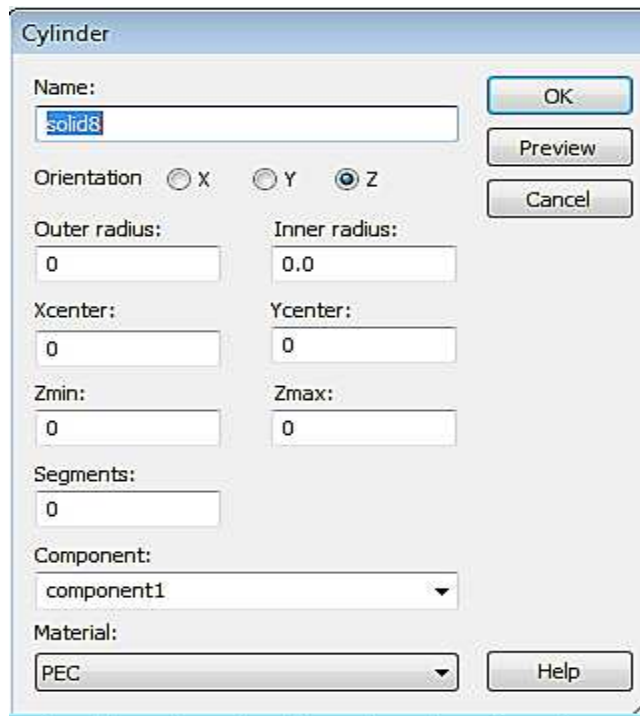 Cylinder
Name:
solid8
OK
Preview
Orientation X Y Z
Cancel
Outer radius: Inner radius:
0 0.0
Xcenter: Ycenter:
0 0
Zmin: Zmax:
0 0
Segments:
0
Component:
component1
Material:
PEC
Help